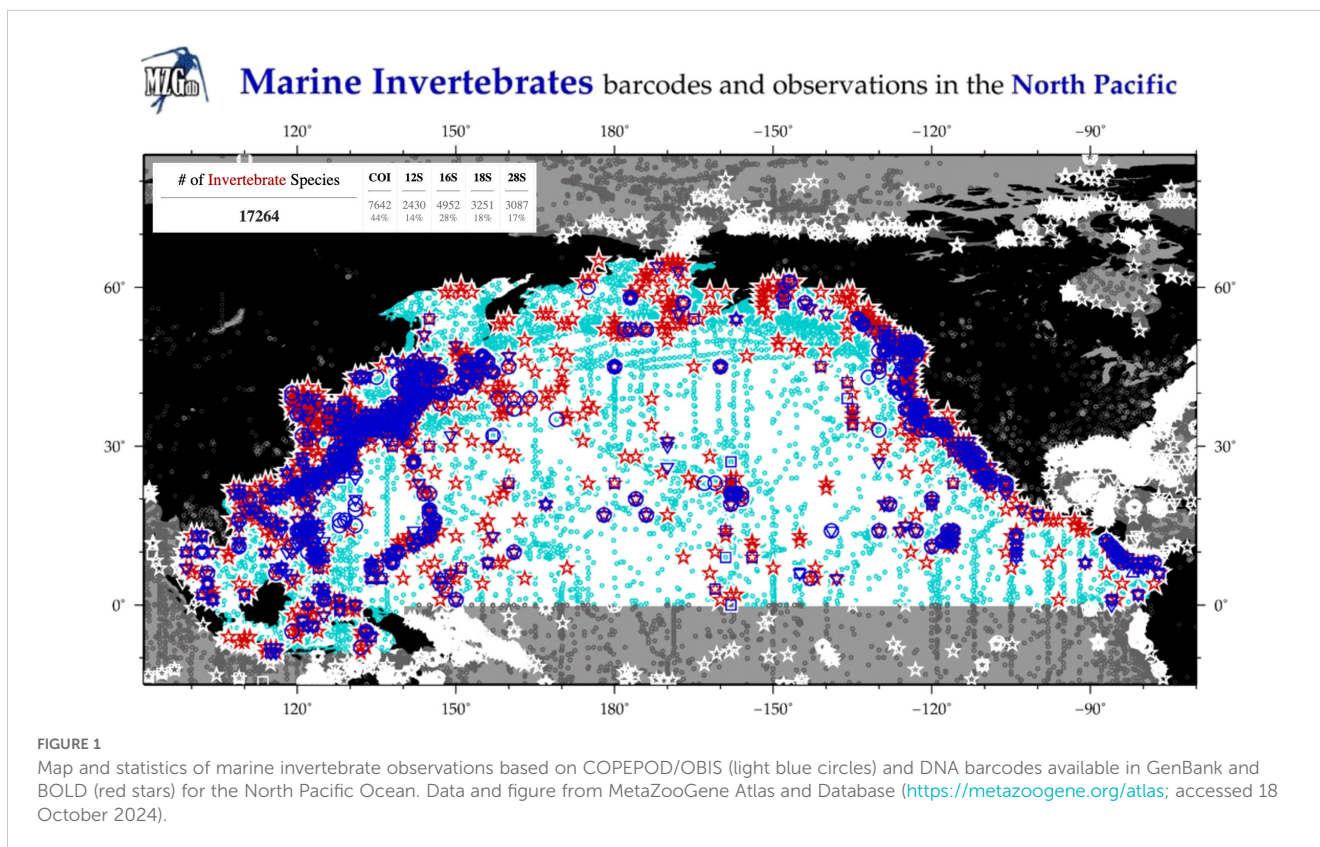 MZGdb
Marine Invertebrates barcodes and observations in the North Pacific
120° 150° 180° −150° −120° −90°
# of Invertebrate Species COI 12S 16S 18S 28S
17264 7642 2430 4952 3251 3087
44% 14% 28% 18% 17%
60° 60°
30° 30°
0° 0°
120° 150° 180° −150° −120° −90°
FIGURE 1
Map and statistics of marine invertebrate observations based on COPEPOD/OBIS (light blue circles) and DNA barcodes available in GenBank and
BOLD (red stars) for the North Pacific Ocean. Data and figure from MetaZooGene Atlas and Database (https://metazoogene.org/atlas; accessed 18
October 2024).